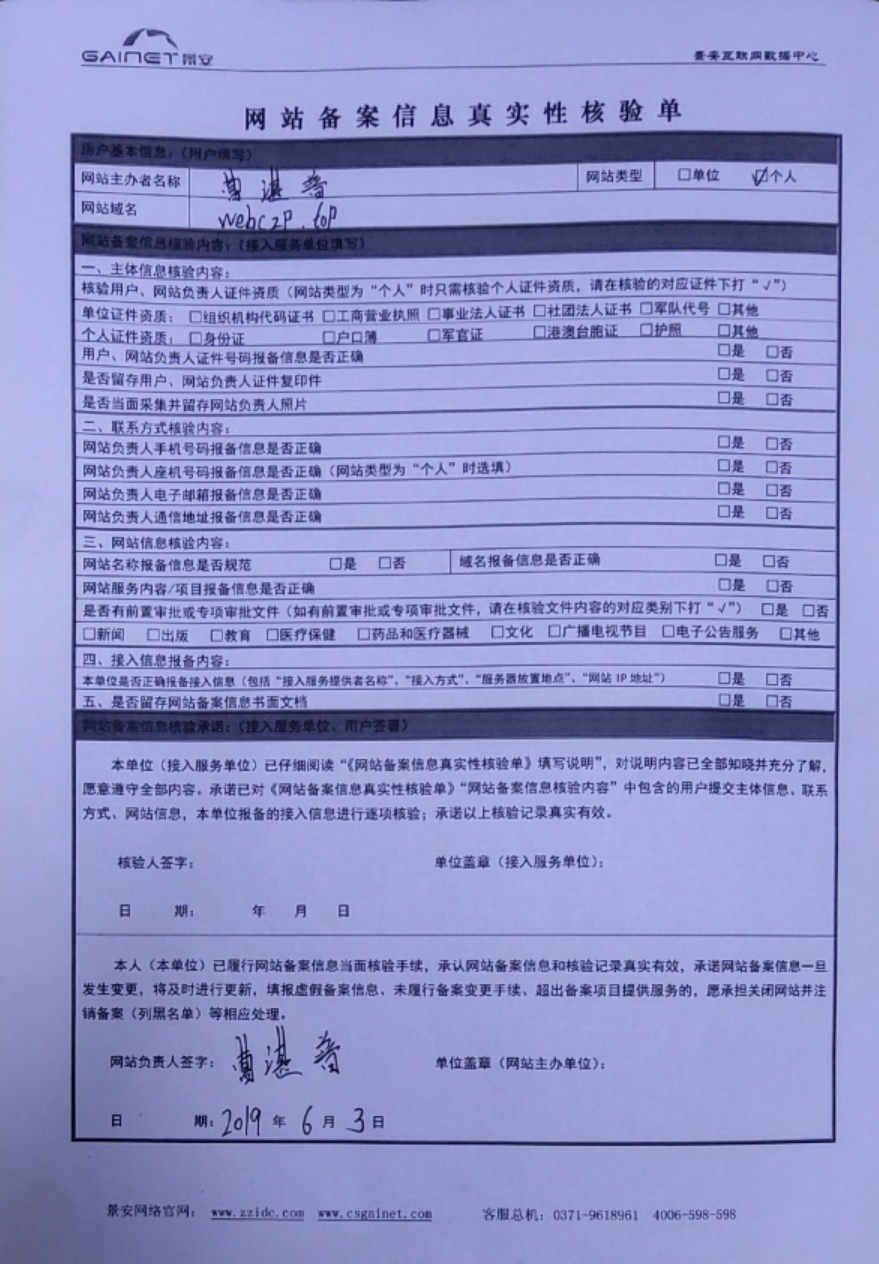 GAINET 景安
景安互联网数据中心
网站备案信息真实性核验单
用户基本信息：（用户填写）
网站主办者名称 湛普 网站类型 □单位 ☑个人
网站域名 webczp.top
网站备案信息核验内容：（接入服务单位填写）
一、主体信息核验内容：
核验用户、网站负责人证件资质（网站类型为“个人”时只需核验个人证件资质，请在核验的对应证件下打“√”）
单位证件资质： □组织机构代码证书 □工商营业执照 □事业法人证书 □社团法人证书 □军队代号 □其他
个人证件资质： □身份证 □户口簿 □军官证 □港澳台胞证 □护照 □其他
用户、网站负责人证件号码报备信息是否正确 □是 □否
是否留存用户、网站负责人证件复印件 □是 □否
是否当面采集并留存网站负责人照片 □是 □否
二、联系方式核验内容：
网站负责人手机号码报备信息是否正确 □是 □否
网站负责人座机号码报备信息是否正确（网站类型为“个人”时选填） □是 □否
网站负责人电子邮箱报备信息是否正确 □是 □否
网站负责人通信地址报备信息是否正确 □是 □否
三、网站信息核验内容：
网站名称报备信息是否规范 □是 □否 域名报备信息是否正确 □是 □否
网站服务内容/项目报备信息是否正确 □是 □否
是否有前置审批或专项审批文件（如有前置审批或专项审批文件，请在核验文件内容的对应类别下打“√”） □是 □否
□新闻 □出版 □教育 □医疗保健 □药品和医疗器械 □文化 □广播电视节目 □电子公告服务 □其他
四、接入信息报备内容：
本单位是否正确报备接入信息（包括“接入服务提供者名称”、“接入方式”、“服务器放置地点”、“网站 IP 地址”） □是 □否
五、是否留存网站备案信息书面文档 □是 □否
网站备案信息核验承诺：（接入服务单位、用户签署）
本单位（接入服务单位）已仔细阅读“《网站备案信息真实性核验单》填写说明”，对说明内容已全部知晓并充分了解，
愿意遵守全部内容。承诺已对《网站备案信息真实性核验单》“网站备案信息核验内容”中包含的用户提交主体信息、联系
方式、网站信息，本单位报备的接入信息进行逐项核验；承诺以上核验记录真实有效。
核验人签字： 单位盖章（接入服务单位）：
日 期： 年 月 日
本人（本单位）已履行网站备案信息当面核验手续，承认网站备案信息和核验记录真实有效，承诺网站备案信息一旦
发生变更，将及时进行更新，填报虚假备案信息、未履行备案变更手续、超出备案项目提供服务的，愿承担关闭网站并注
销备案（列黑名单）等相应处理。
网站负责人签字： 湛普 单位盖章（网站主办单位）：
日 期： 2019 年 6 月 3 日
景安网络官网： www.zzidc.com www.csgainet.com 客服总机： 0371-9618961 4006-598-598